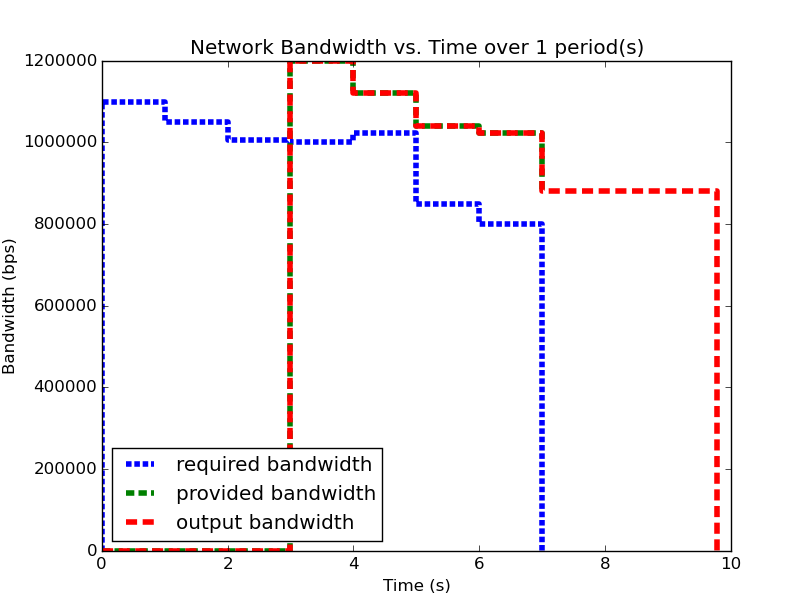 Network Bandwidth vs. Time over 1 period(s)
1200000
1000000
800000
600000
400000
200000
0
Bandwidth (bps)
required bandwidth
provided bandwidth
output bandwidth
0 2 4 6 8 10
Time (s)